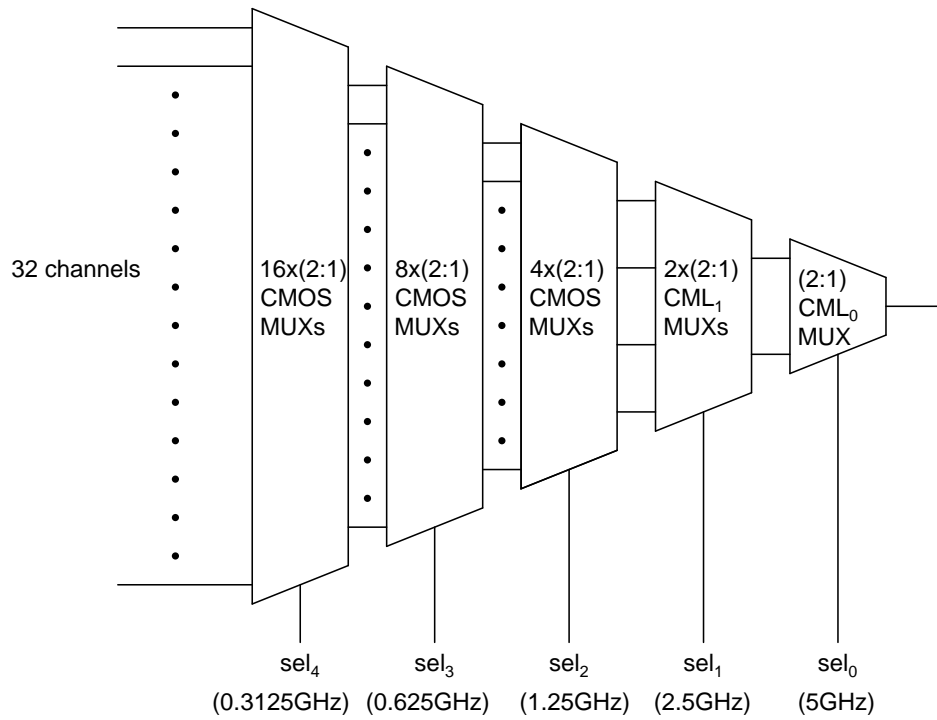 32 channels
16x(2:1)
CMOS
MUXs
8x(2:1)
CMOS
MUXs
4x(2:1)
CMOS
MUXs
2x(2:1)
CML₁
MUXs
(2:1)
CML₀
MUX
sel₄
(0.3125GHz)
sel₃
(0.625GHz)
sel₂
(1.25GHz)
sel₁
(2.5GHz)
sel₀
(5GHz)